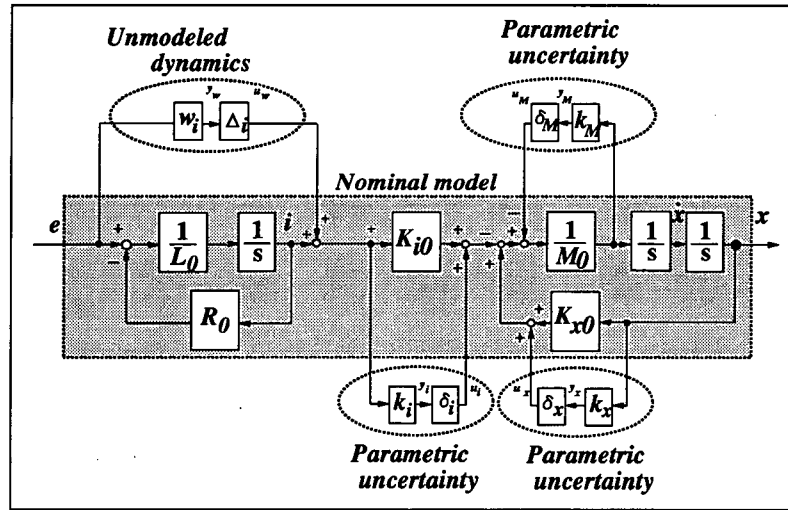 Unmodeled
dynamics
Parametric
uncertainty
y_w u_w
w_i Δ_i
u_M y_M
δ_M k_M
Nominal model
e + − 1/L_0 1/s i + + + K_i0 + + − + − + 1/M_0 1/s ẋ 1/s x
R_0
+ + K_x0
k_i y_i δ_i u_i
u_x δ_x y_x k_x
Parametric
uncertainty
Parametric
uncertainty